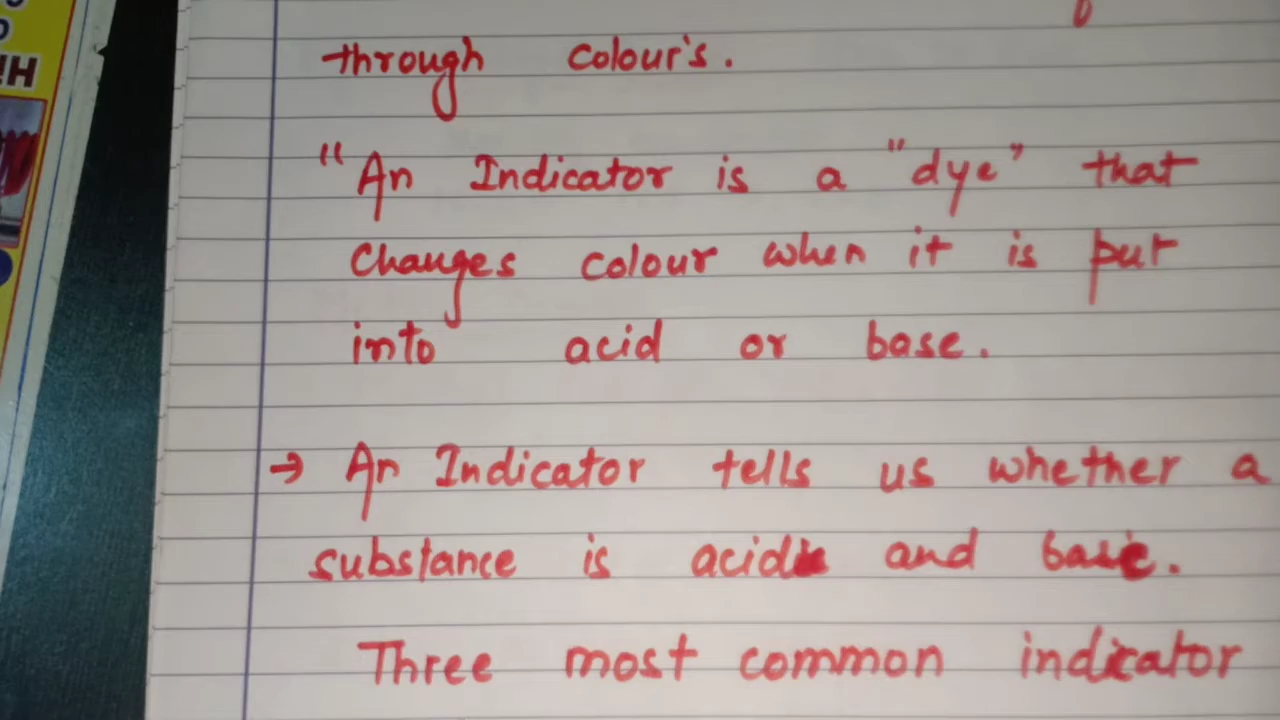 through colour's.
"An Indicator is a "dye" that
changes colour when it is put
into acid or base.
→ An Indicator tells us whether a
substance is acidic and basic.
Three most common indicator